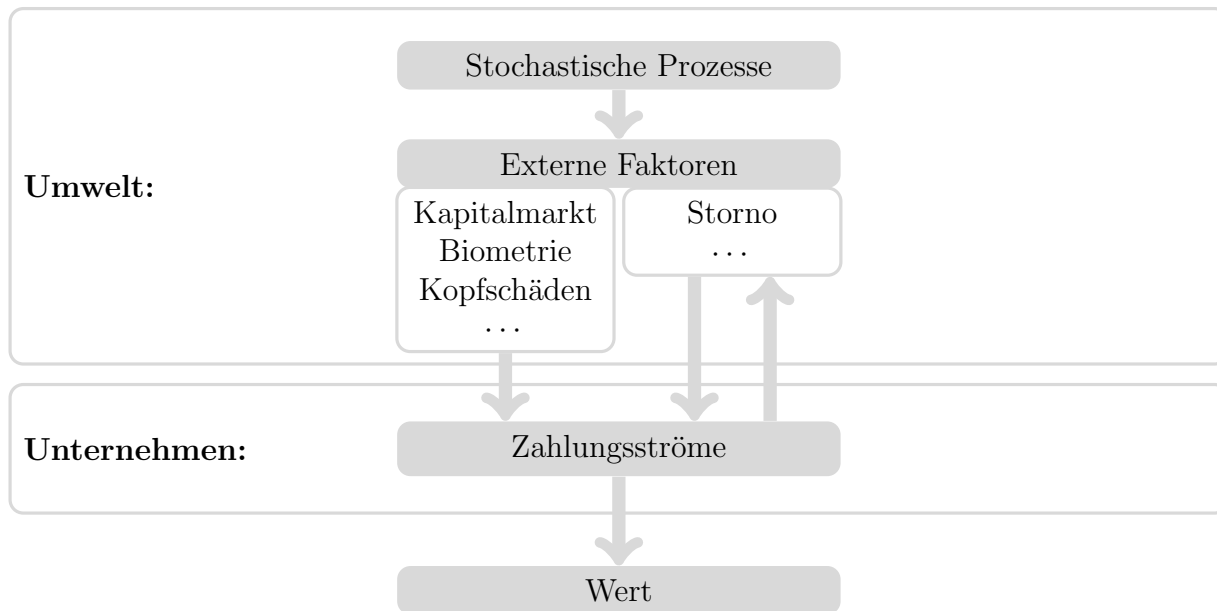 Stochastische Prozesse
Externe Faktoren
Umwelt:
Kapitalmarkt
Biometrie
Kopfschäden
. . .
Storno
. . .
Unternehmen:
Zahlungsströme
Wert